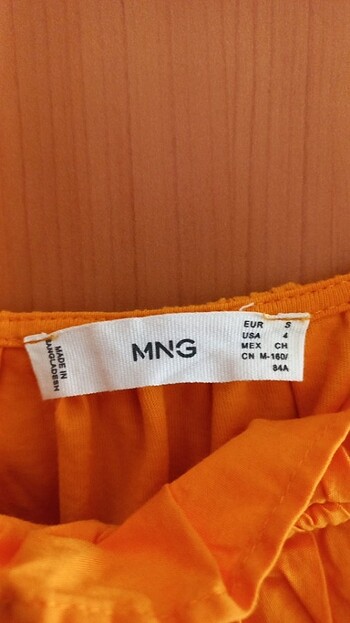 MADE IN
BANGLADESH
MNG
EUR S
USA 4
MEX CH
CN M-160/
84A